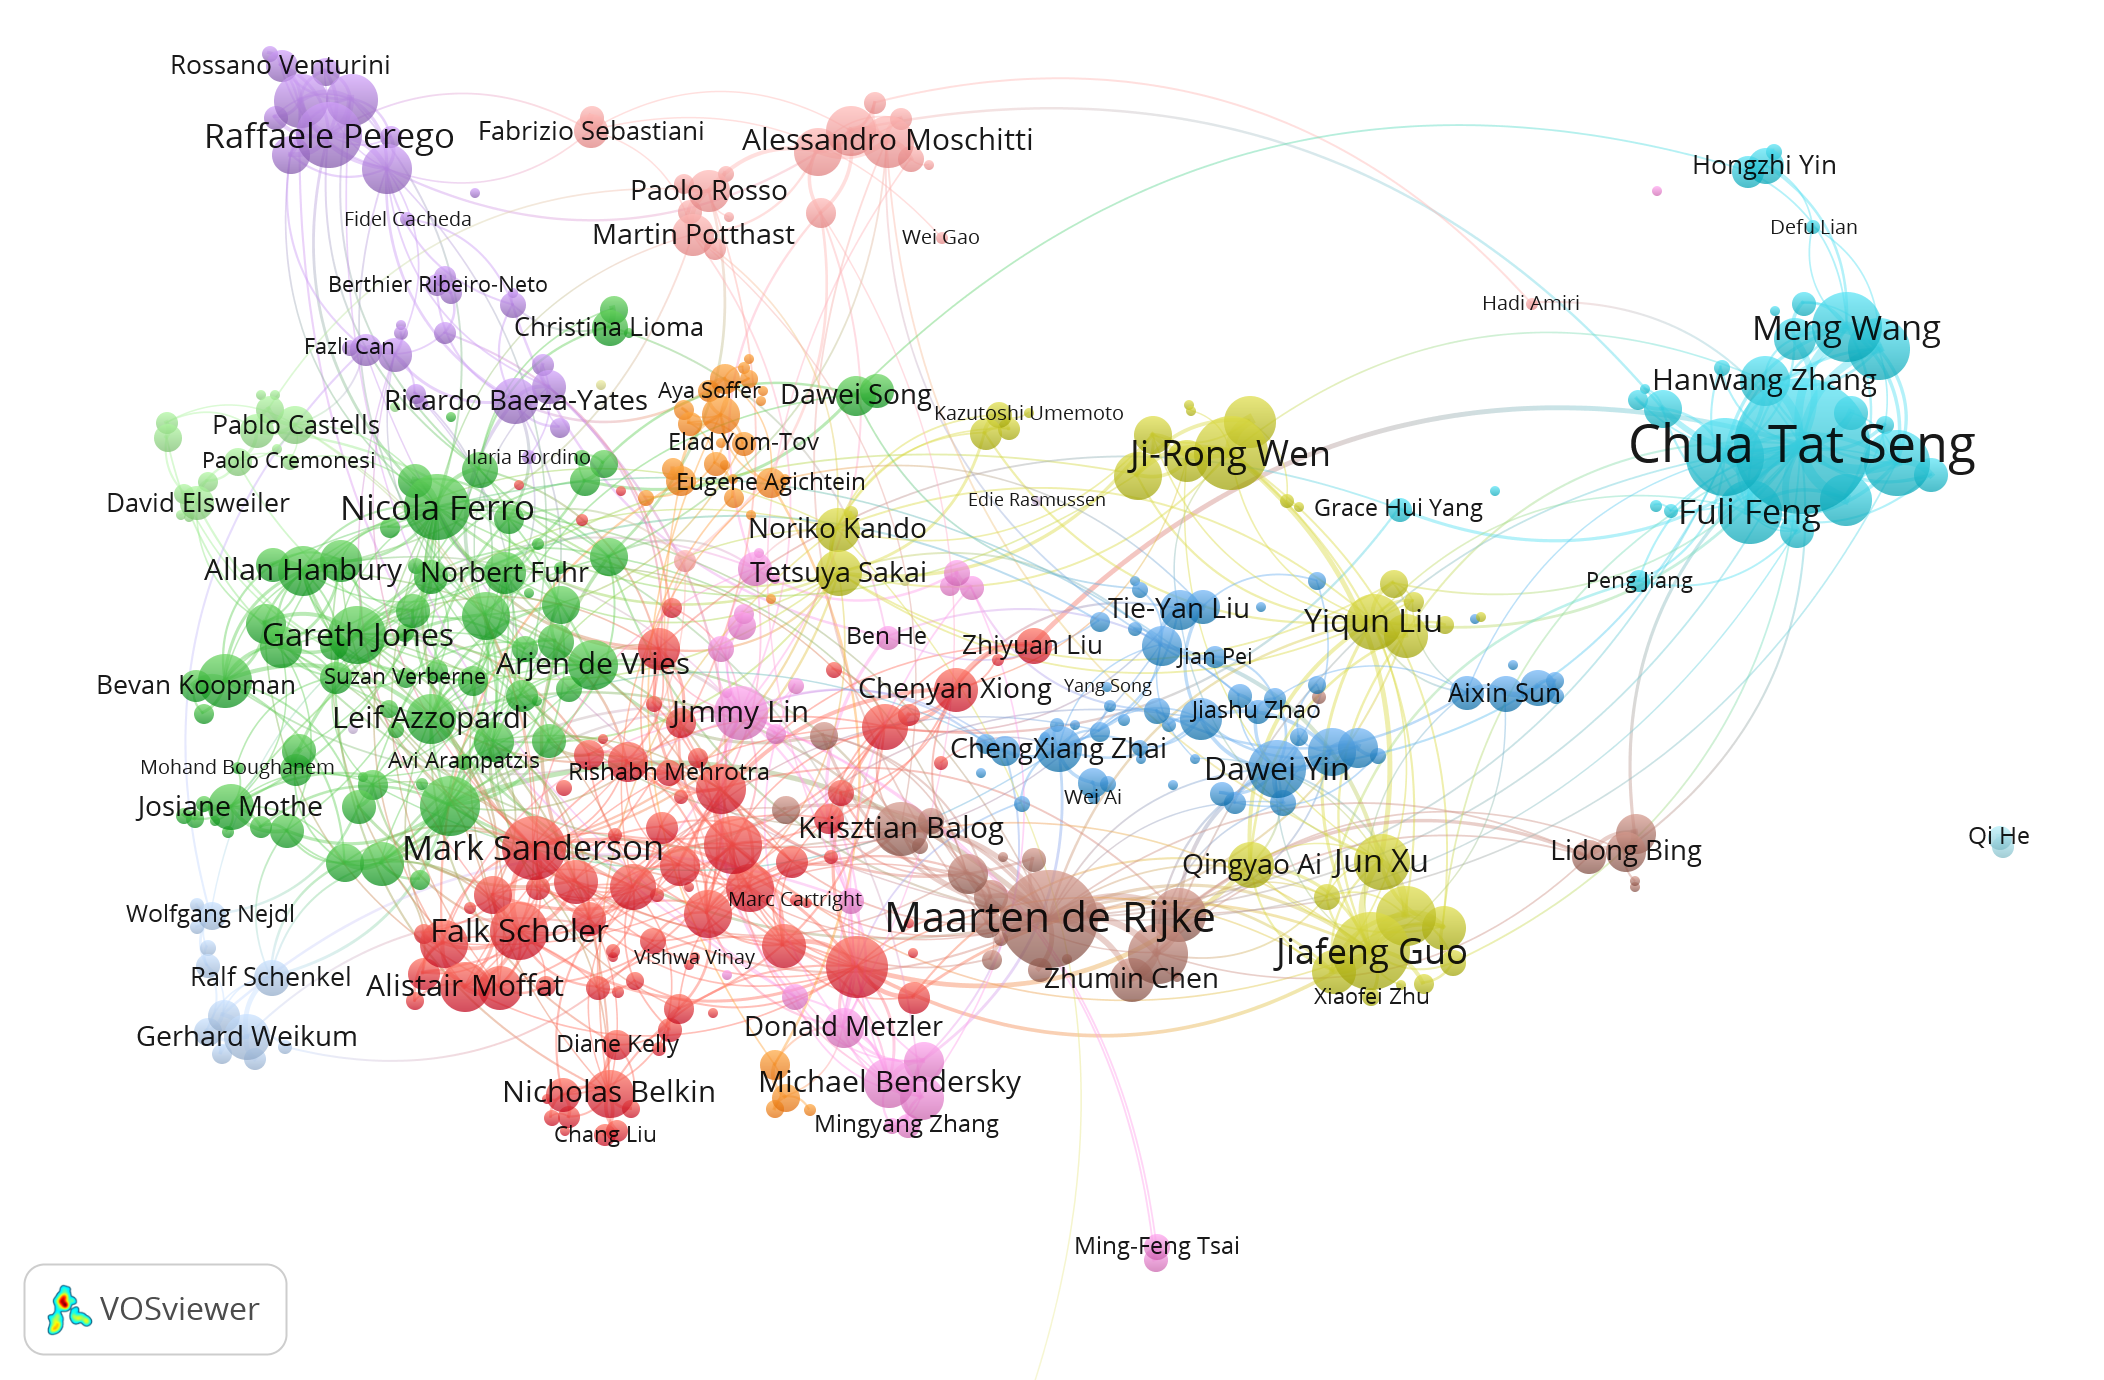 Rossano Venturini
Raffaele Perego
Fabrizio Sebastiani
Alessandro Moschitti
Hongzhi Yin
Paolo Rosso
Fidel Cacheda
Martin Potthast
Wei Gao
Defu Lian
Berthier Ribeiro-Neto
Hadi Amiri
Christina Lioma
Meng Wang
Fazli Can
Hanwang Zhang
Aya Soffer
Dawei Song
Ricardo Baeza-Yates
Kazutoshi Umemoto
Pablo Castells
Elad Yom-Tov
Chua Tat Seng
Ji-Rong Wen
Paolo Cremonesi
Ilaria Bordino
Eugene Agichtein
Edie Rasmussen
David Elsweiler
Nicola Ferro
Grace Hui Yang
Fuli Feng
Noriko Kando
Allan Hanbury
Norbert Fuhr
Tetsuya Sakai
Peng Jiang
Tie-Yan Liu
Yiqun Liu
Gareth Jones
Ben He
Zhiyuan Liu
Jian Pei
Arjen de Vries
Suzan Verberne
Bevan Koopman
Chenyan Xiong
Yang Song
Aixin Sun
Leif Azzopardi
Jimmy Lin
Jiashu Zhao
ChengXiang Zhai
Avi Arampatzis
Mohand Boughanem
Rishabh Mehrotra
Dawei Yin
Wei Ai
Josiane Mothe
Krisztian Balog
Qi He
Mark Sanderson
Lidong Bing
Qingyao Ai
Jun Xu
Marc Cartright
Wolfgang Nejdl
Maarten de Rijke
Falk Scholer
Jiafeng Guo
Vishwa Vinay
Ralf Schenkel
Alistair Moffat
Zhumin Chen
Xiaofei Zhu
Donald Metzler
Gerhard Weikum
Diane Kelly
Michael Bendersky
Nicholas Belkin
Mingyang Zhang
Chang Liu
Ming-Feng Tsai
VOSviewer